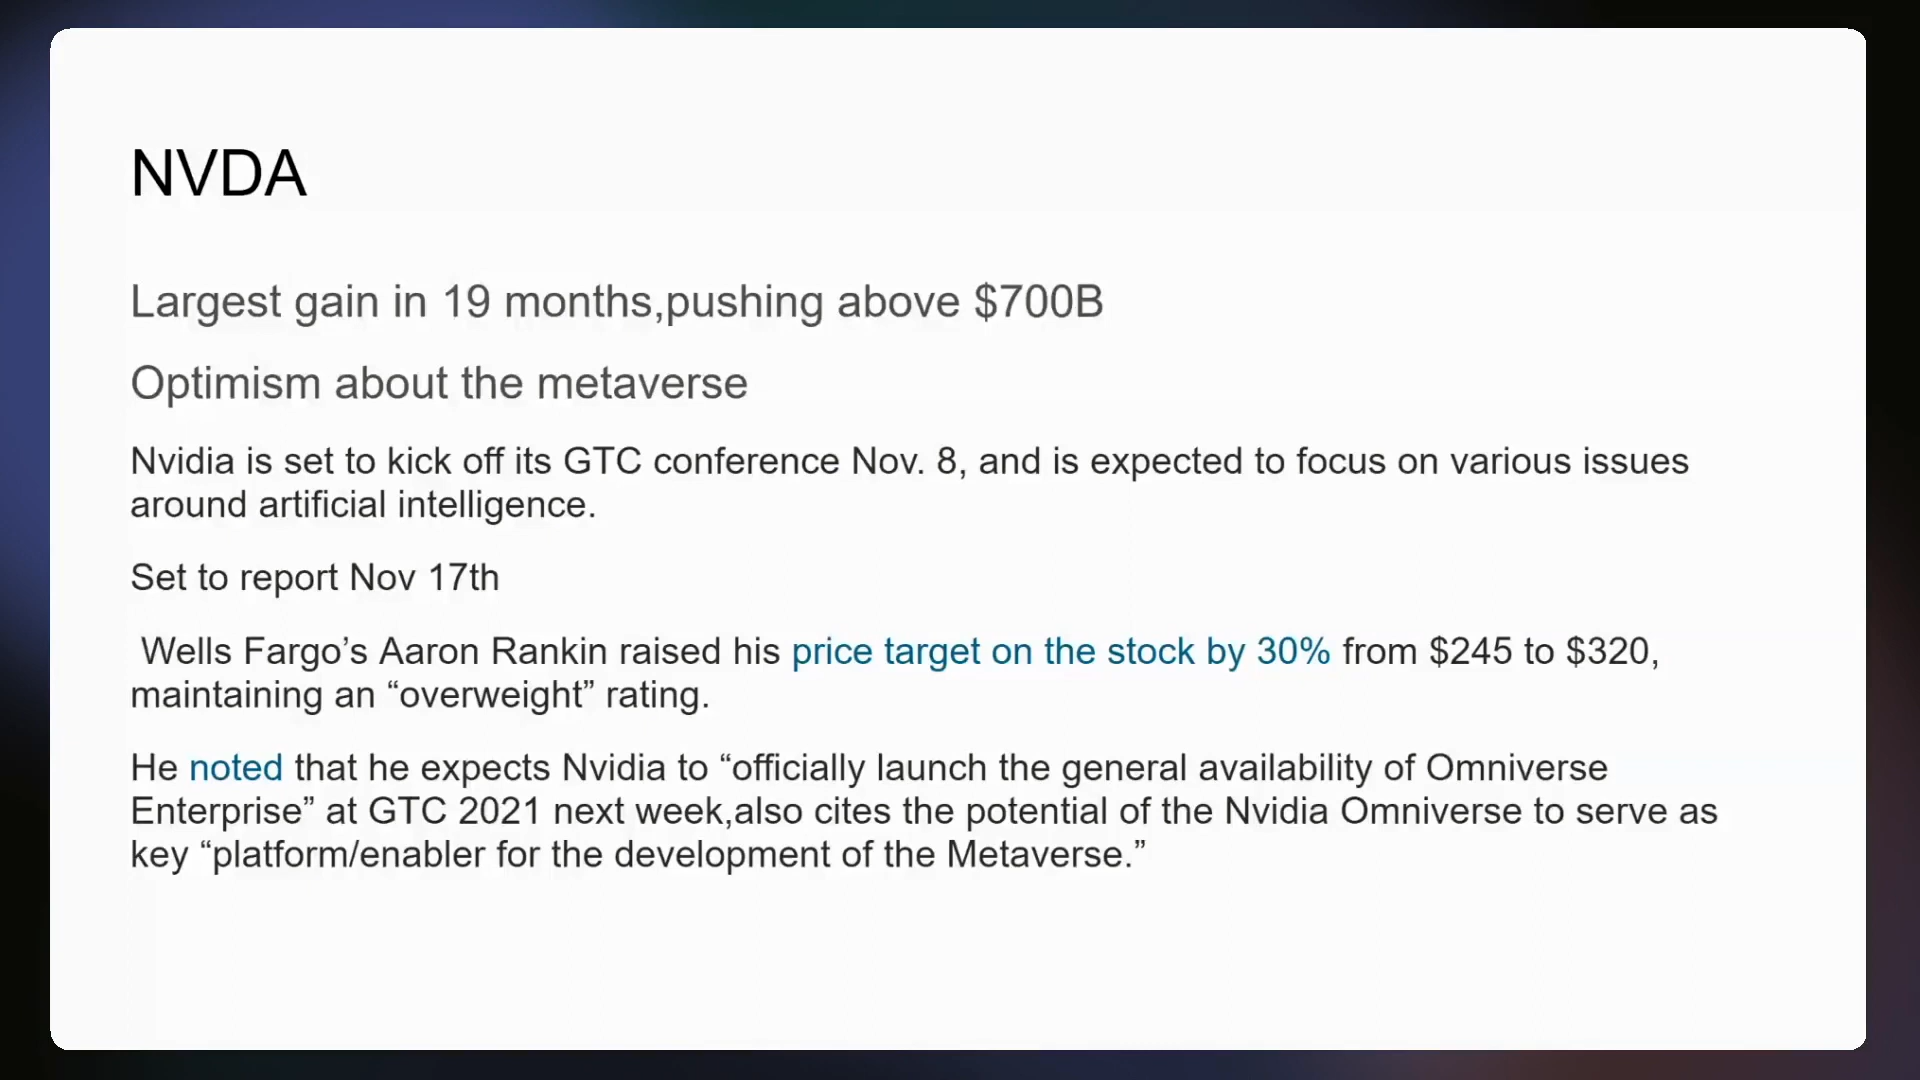 NVDA
Largest gain in 19 months,pushing above $700B
Optimism about the metaverse
Nvidia is set to kick off its GTC conference Nov. 8, and is expected to focus on various issues
around artificial intelligence.
Set to report Nov 17th
Wells Fargo’s Aaron Rankin raised his price target on the stock by 30% from $245 to $320,
maintaining an “overweight” rating.
He noted that he expects Nvidia to “officially launch the general availability of Omniverse
Enterprise” at GTC 2021 next week,also cites the potential of the Nvidia Omniverse to serve as
key “platform/enabler for the development of the Metaverse.”